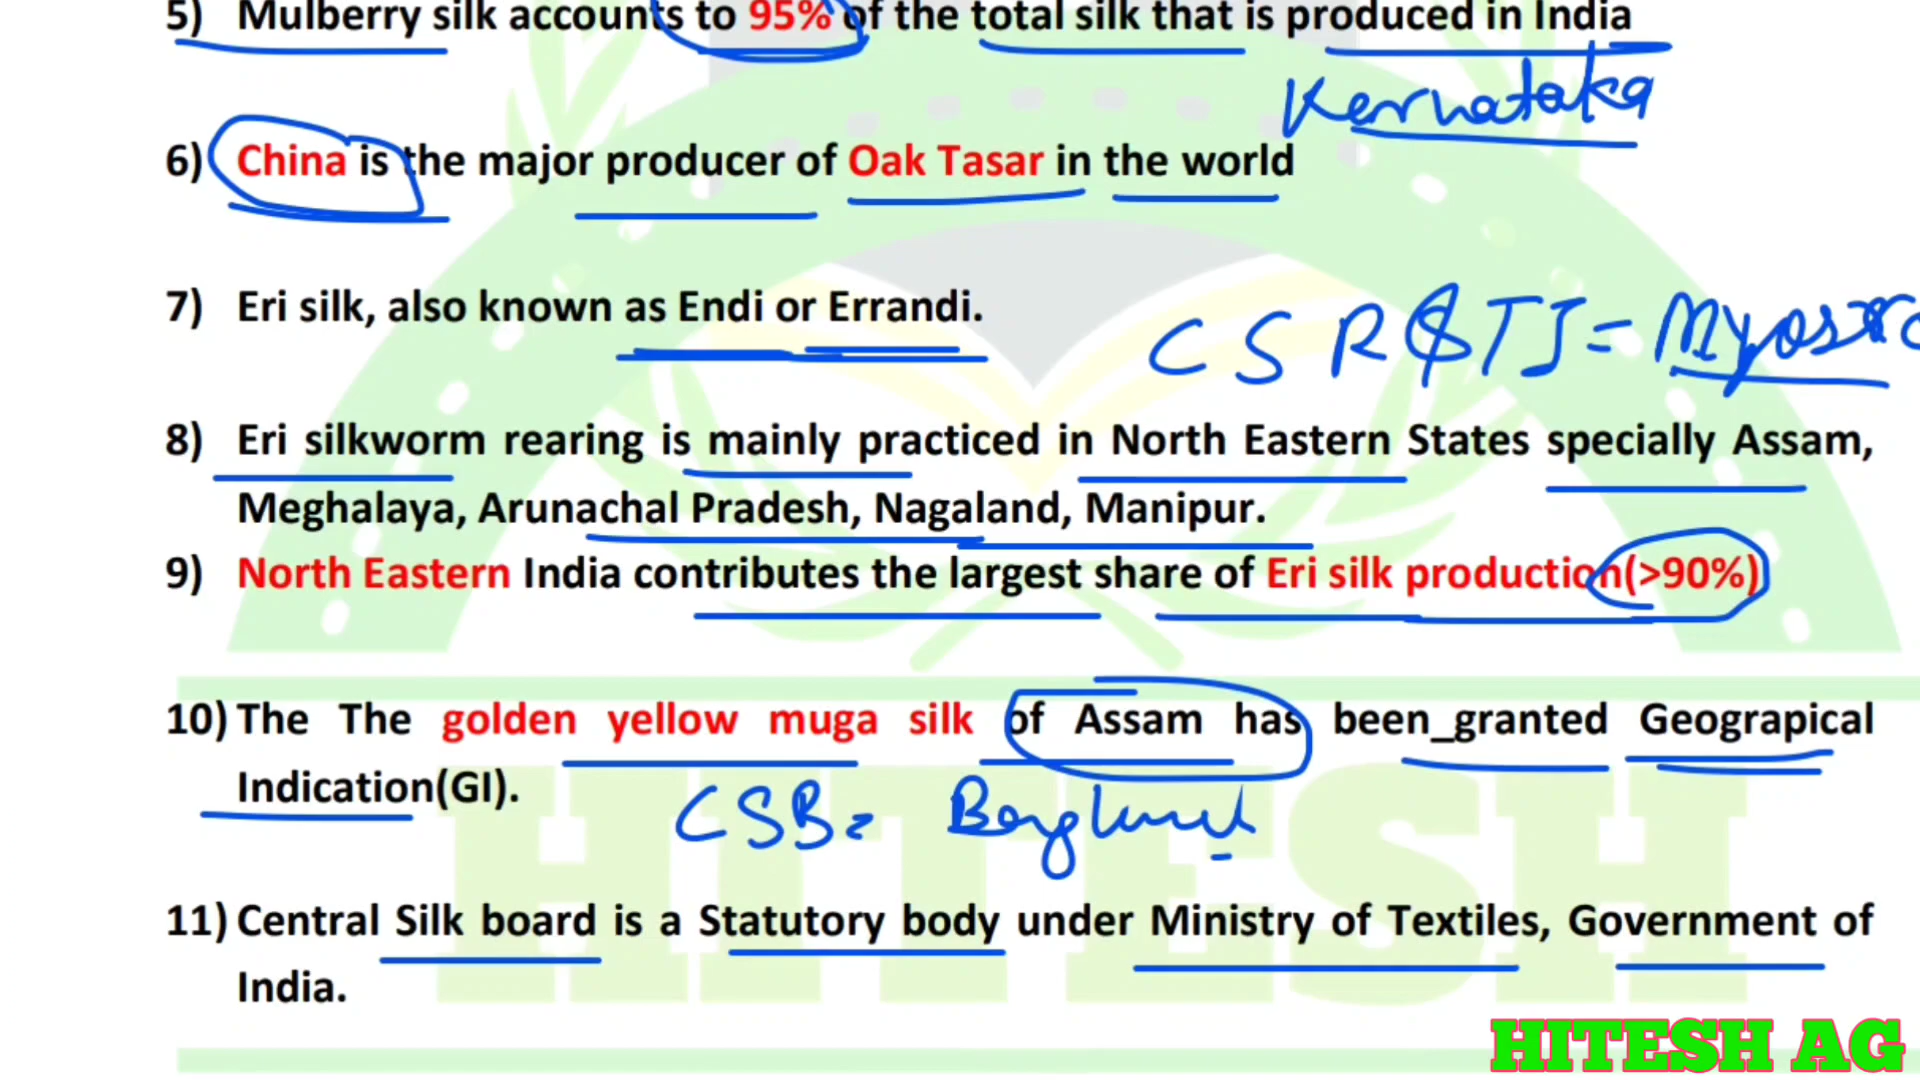 5) Mulberry silk accounts to 95% of the total silk that is produced in India
Kernataka
6) China is the major producer of Oak Tasar in the world
7) Eri silk, also known as Endi or Errandi.
C S R & T I =
8) Eri silkworm rearing is mainly practiced in North Eastern States specially Assam,
Meghalaya, Arunachal Pradesh, Nagaland, Manipur.
9) North Eastern India contributes the largest share of Eri silk production(>90%)
10) The The golden yellow muga silk of Assam has been_granted Geograpical
Indication(GI).
CSB=
11) Central Silk board is a Statutory body under Ministry of Textiles, Government of
India.
HITESH
HITESH AG